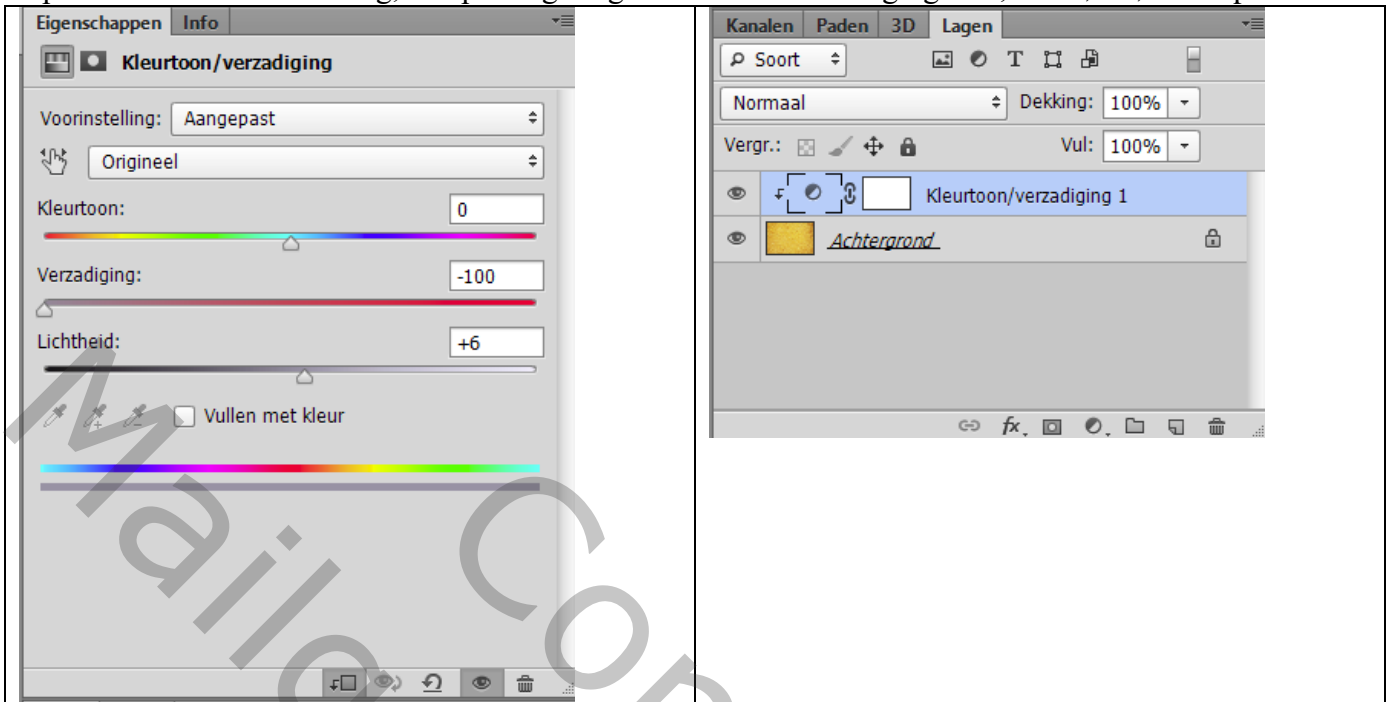 Eigenschappen Info
Kleurtoon/verzadiging
Voorinstelling: Aangepast
Origineel
Kleurtoon: 0
Verzadiging: -100
Lichtheid: +6
Vullen met kleur
Kanalen Paden 3D Lagen
Soort
Normaal Dekking: 100%
Vergr.: Vul: 100%
Kleurtoon/verzadiging 1
Achtergrond
fx